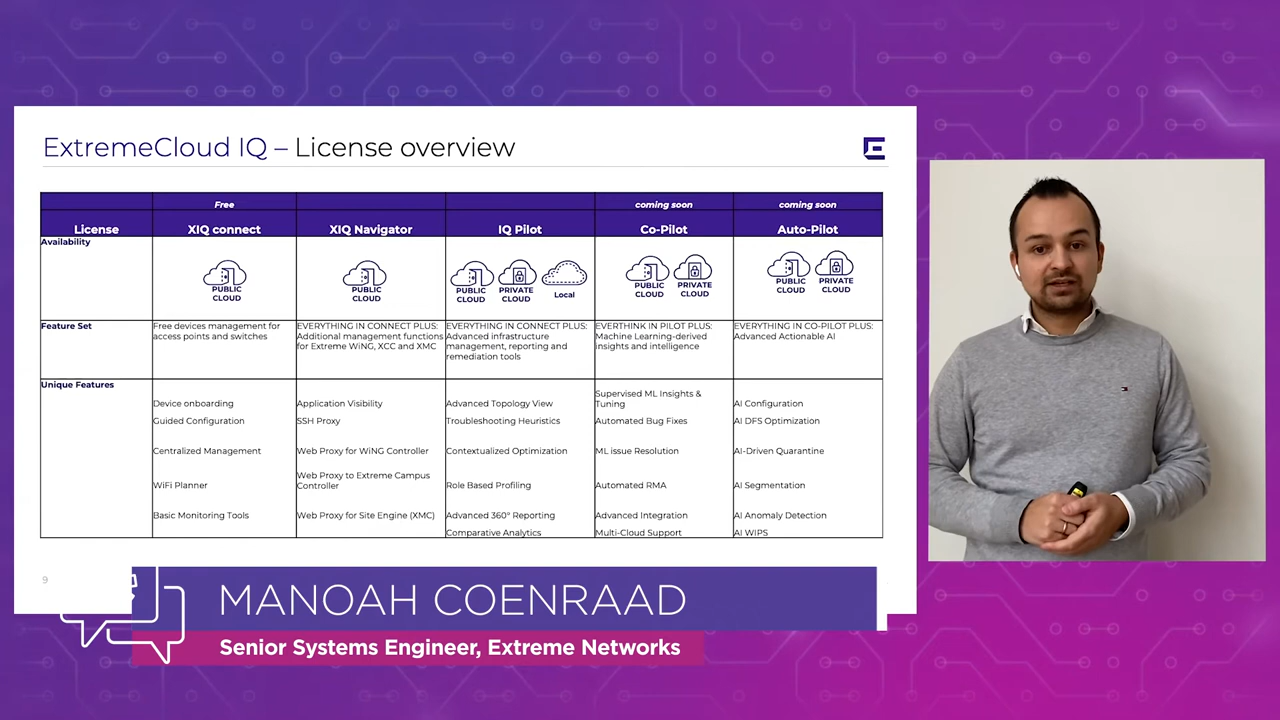 ExtremeCloud IQ – License overview
Free
coming soon
coming soon
License
XIQ connect
XIQ Navigator
IQ Pilot
Co-Pilot
Auto-Pilot
Availability
PUBLIC
CLOUD
PUBLIC
CLOUD
PUBLIC
CLOUD
PRIVATE
CLOUD
Local
PUBLIC
CLOUD
PRIVATE
CLOUD
PUBLIC
CLOUD
PRIVATE
CLOUD
Feature Set
Free devices management for
access points and switches
EVERYTHING IN CONNECT PLUS:
Additional management functions
for Extreme WiNG, XCC and XMC
EVERYTHING IN CONNECT PLUS:
Advanced infrastructure
management, reporting and
remediation tools
EVERTHINK IN PILOT PLUS:
Machine Learning-derived
insights and intelligence
EVERYTHING IN CO-PILOT PLUS:
Advanced Actionable AI
Unique Features
Device onboarding
Application Visibility
Advanced Topology View
Supervised ML Insights &
Tuning
AI Configuration
Guided Configuration
SSH Proxy
Troubleshooting Heuristics
Automated Bug Fixes
AI DFS Optimization
Centralized Management
Web Proxy for WiNG Controller
Contextualized Optimization
ML issue Resolution
AI-Driven Quarantine
WiFi Planner
Web Proxy to Extreme Campus
Controller
Role Based Profiling
Automated RMA
AI Segmentation
Basic Monitoring Tools
Web Proxy for Site Engine (XMC)
Advanced 360° Reporting
Advanced Integration
AI Anomaly Detection
Comparative Analytics
Multi-Cloud Support
AI WIPS
9
MANOAH COENRAAD
Senior Systems Engineer, Extreme Networks